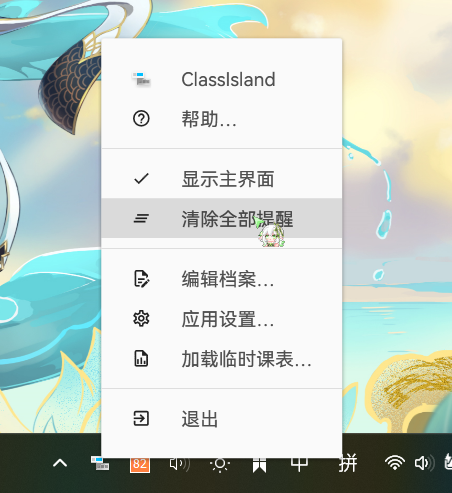 ClassIsland
帮助...
显示主界面
清除全部提醒
编辑档案...
应用设置...
加载临时课表...
退出
82
中
拼